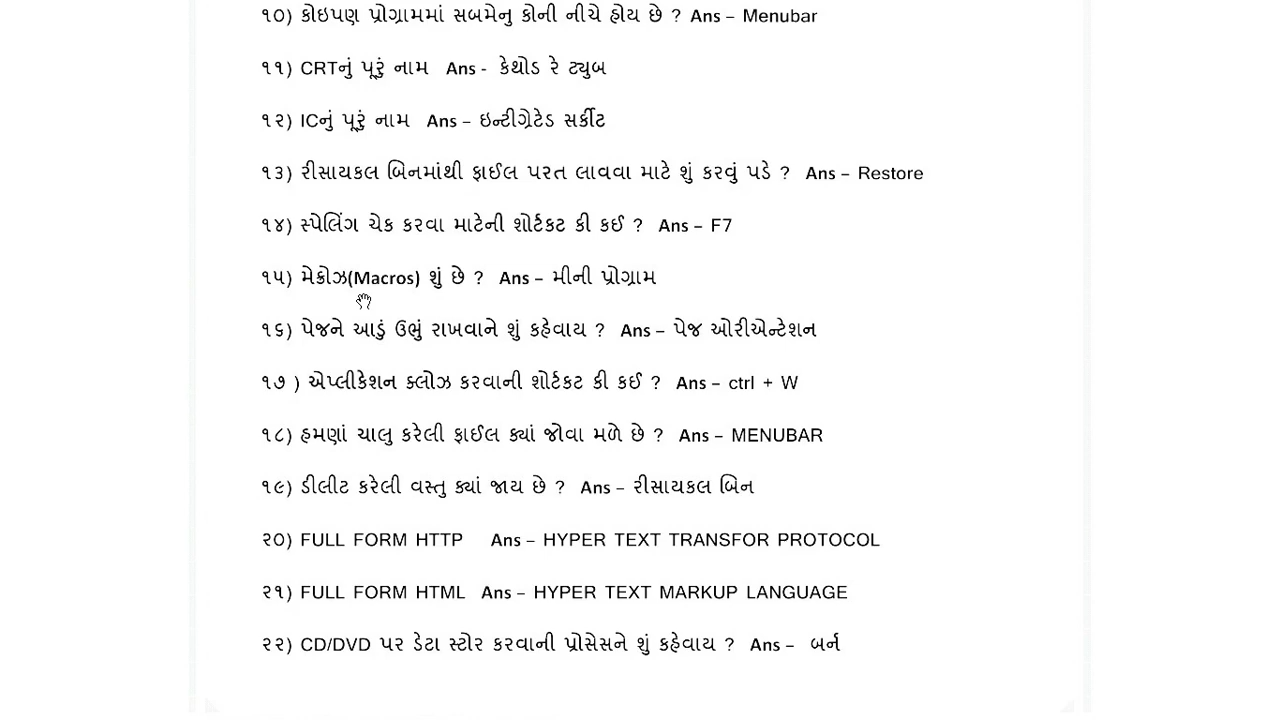 ૧૦) કોઇપણ પ્રોગ્રામમાં સબમેનુ કોની નીચે હોય છે ? Ans – Menubar
૧૧) CRTનું પૂરું નામ Ans - કેથોડ રે ટ્યુબ
૧૨) ICનું પૂરું નામ Ans – ઇન્ટીગ્રેટેડ સર્કીટ
૧૩) રીસાયકલ બિનમાંથી ફાઈલ પરત લાવવા માટે શું કરવું પડે ? Ans – Restore
૧૪) સ્પેલિંગ ચેક કરવા માટેની શોર્ટકટ કી કઈ ? Ans – F7
૧૫) મેક્રોઝ(Macros) શું છે ? Ans – મીની પ્રોગ્રામ
૧૬) પેજને આડું ઉભું રાખવાને શું કહેવાય ? Ans – પેજ ઓરીએન્ટેશન
૧૭ ) એપ્લીકેશન ક્લોઝ કરવાની શોર્ટકટ કી કઈ ? Ans – ctrl + W
૧૮) હમણાં ચાલુ કરેલી ફાઈલ ક્યાં જોવા મળે છે ? Ans – MENUBAR
૧૯) ડીલીટ કરેલી વસ્તુ ક્યાં જાય છે ? Ans – રીસાયકલ બિન
૨૦) FULL FORM HTTP Ans – HYPER TEXT TRANSFOR PROTOCOL
૨૧) FULL FORM HTML Ans – HYPER TEXT MARKUP LANGUAGE
૨૨) CD/DVD પર ડેટા સ્ટોર કરવાની પ્રોસેસને શું કહેવાય ? Ans – બર્ન